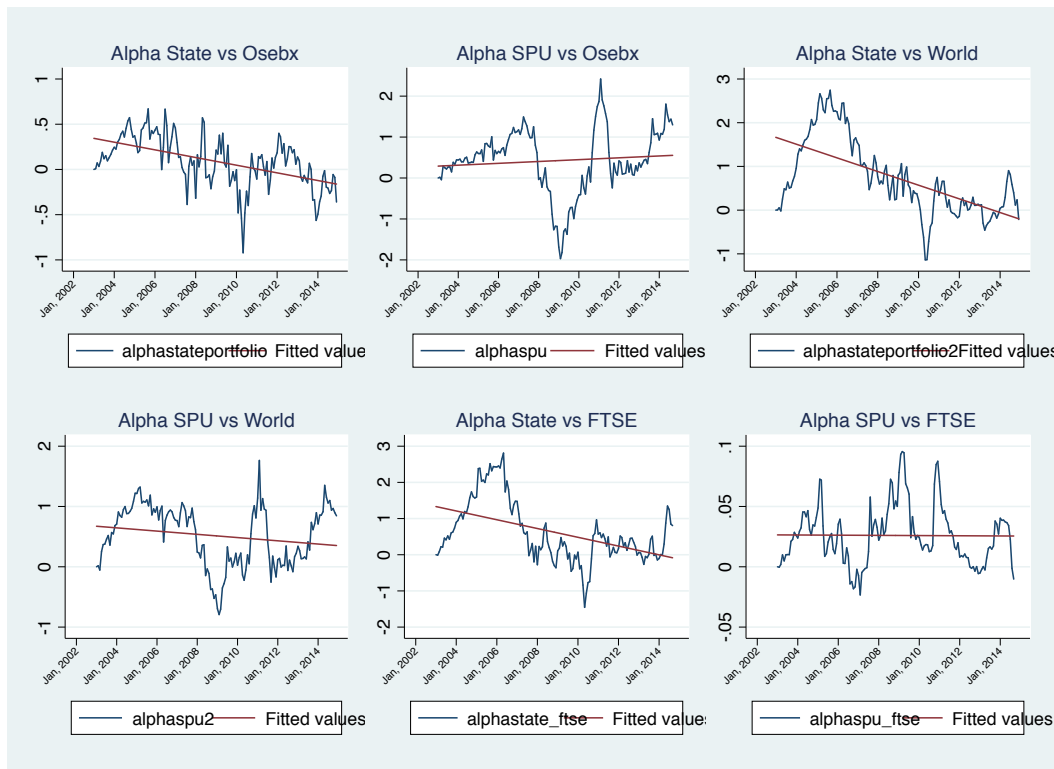 Alpha State vs Osebx
1
.5
0
-.5
-1
Jan, 2002
Jan, 2004
Jan, 2006
Jan, 2008
Jan, 2010
Jan, 2012
Jan, 2014
alphastateportfolio Fitted values
Alpha SPU vs Osebx
2
1
0
-1
-2
Jan, 2002
Jan, 2004
Jan, 2006
Jan, 2008
Jan, 2010
Jan, 2012
Jan, 2014
alphaspu Fitted values
Alpha State vs World
3
2
1
0
-1
Jan, 2002
Jan, 2004
Jan, 2006
Jan, 2008
Jan, 2010
Jan, 2012
Jan, 2014
alphastateportfolio2 Fitted values
Alpha SPU vs World
2
1
0
-1
Jan, 2002
Jan, 2004
Jan, 2006
Jan, 2008
Jan, 2010
Jan, 2012
Jan, 2014
alphaspu2 Fitted values
Alpha State vs FTSE
3
2
1
0
-1
-2
Jan, 2002
Jan, 2004
Jan, 2006
Jan, 2008
Jan, 2010
Jan, 2012
Jan, 2014
alphastate_ftse Fitted values
Alpha SPU vs FTSE
.1
.05
0
-.05
Jan, 2002
Jan, 2004
Jan, 2006
Jan, 2008
Jan, 2010
Jan, 2012
Jan, 2014
alphaspu_ftse Fitted values